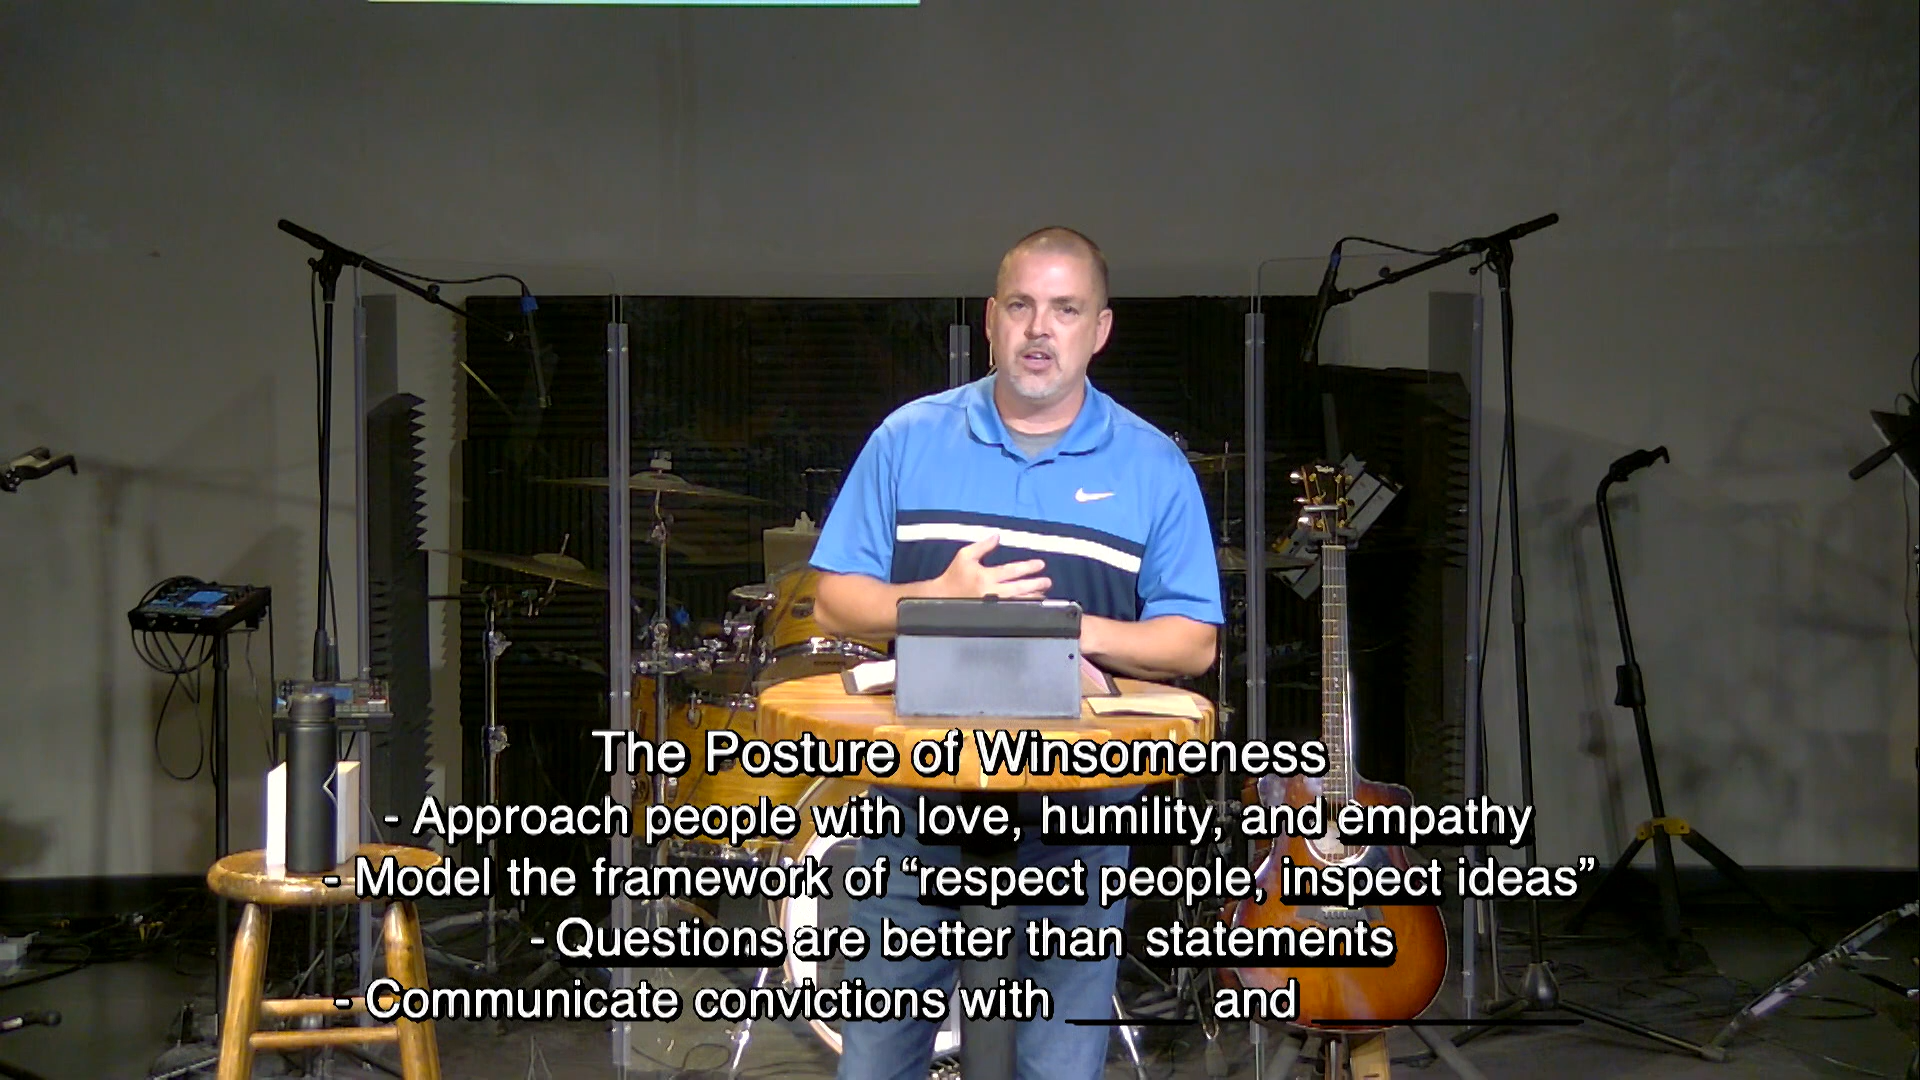 The Posture of Winsomeness
- Approach people with love, humility, and empathy
- Model the framework of “respect people, inspect ideas”
- Questions are better than statements
- Communicate convictions with _____ and __________